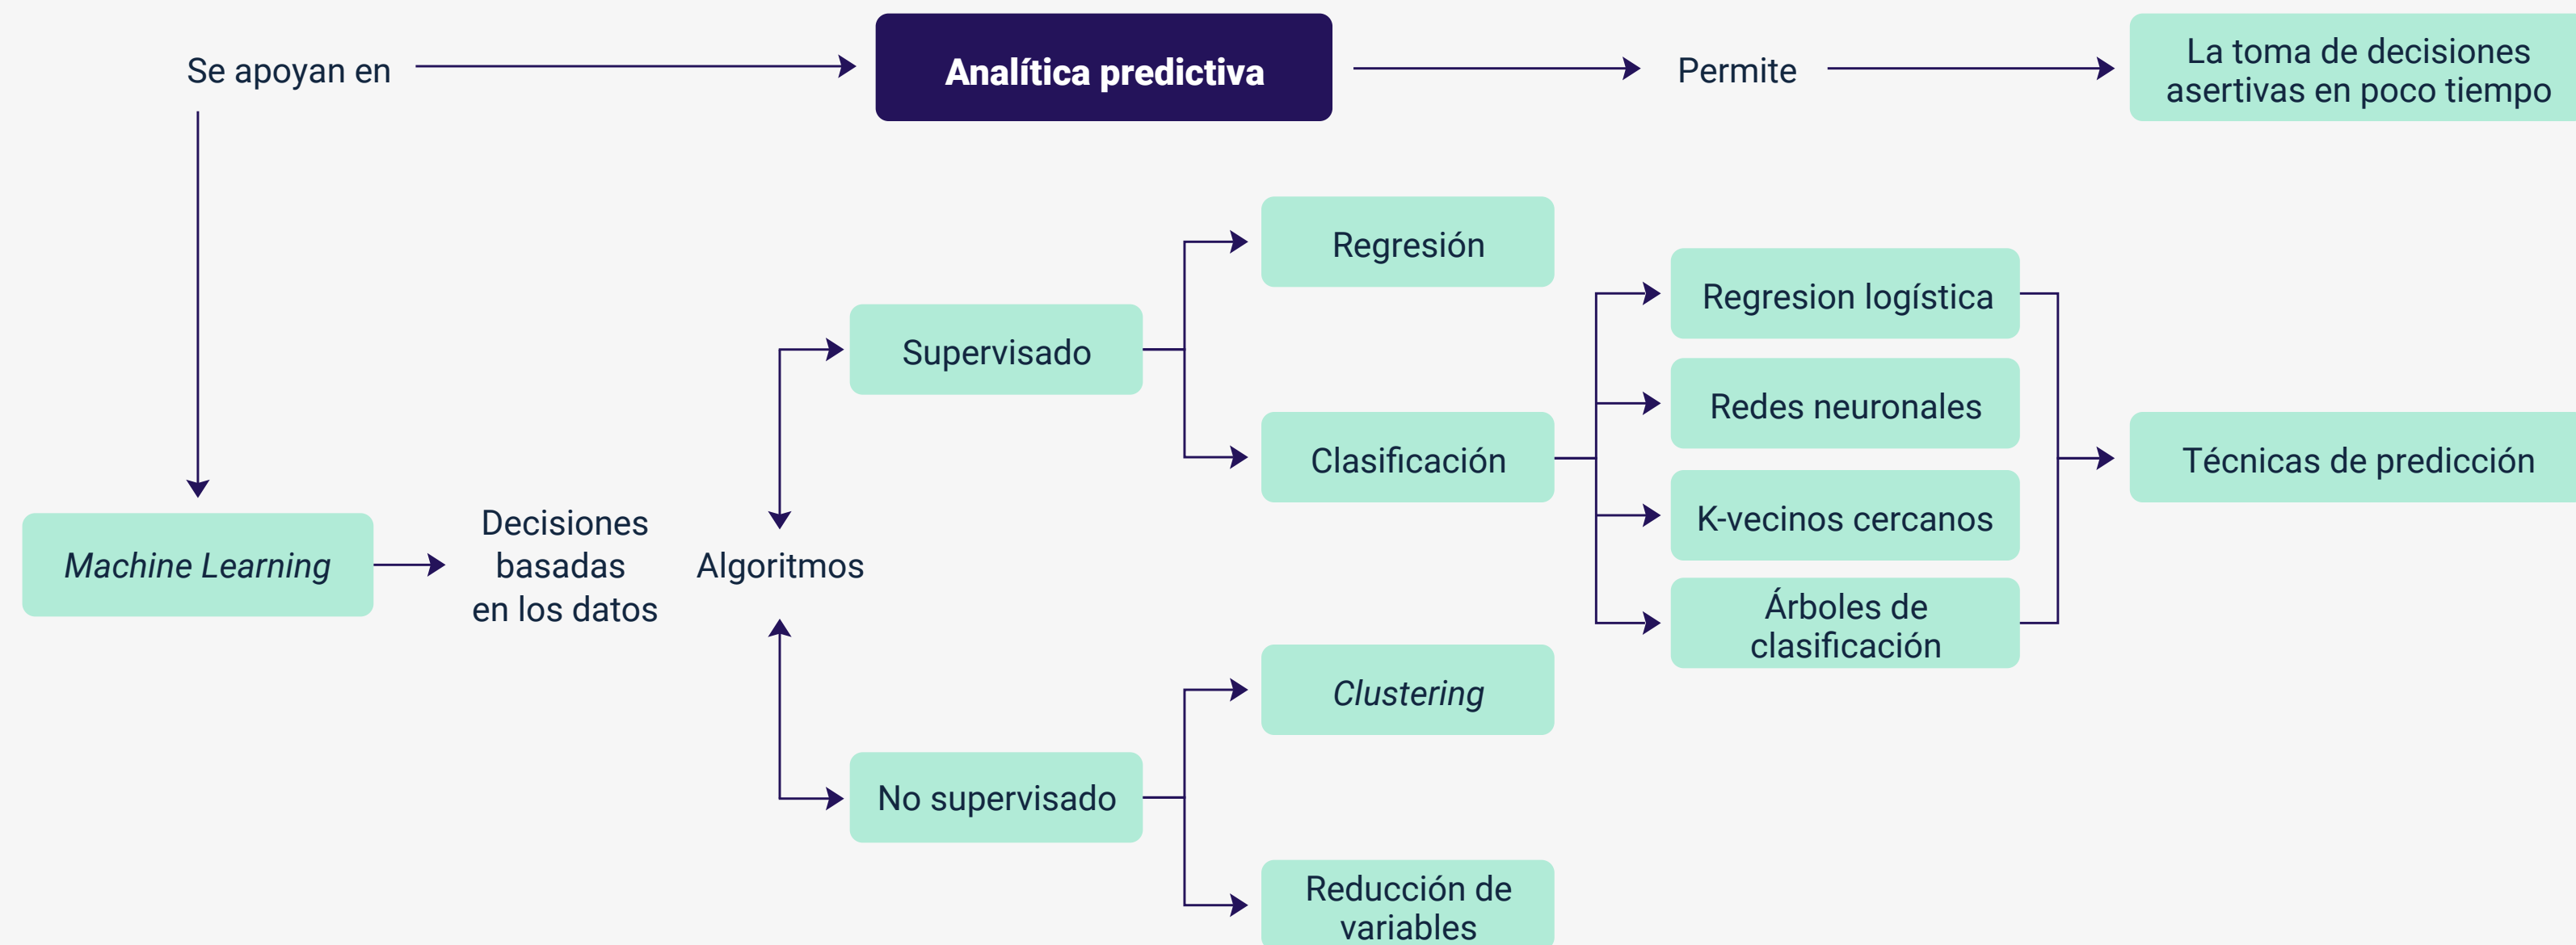 Se apoyan en
Analítica predictiva
Permite
La toma de decisiones
asertivas en poco tiempo
Regresión
Supervisado
Clasificación
Regresion logística
Redes neuronales
K-vecinos cercanos
Árboles de
clasificación
Técnicas de predicción
Machine Learning
Decisiones
basadas
en los datos
Algoritmos
Clustering
No supervisado
Reducción de
variables